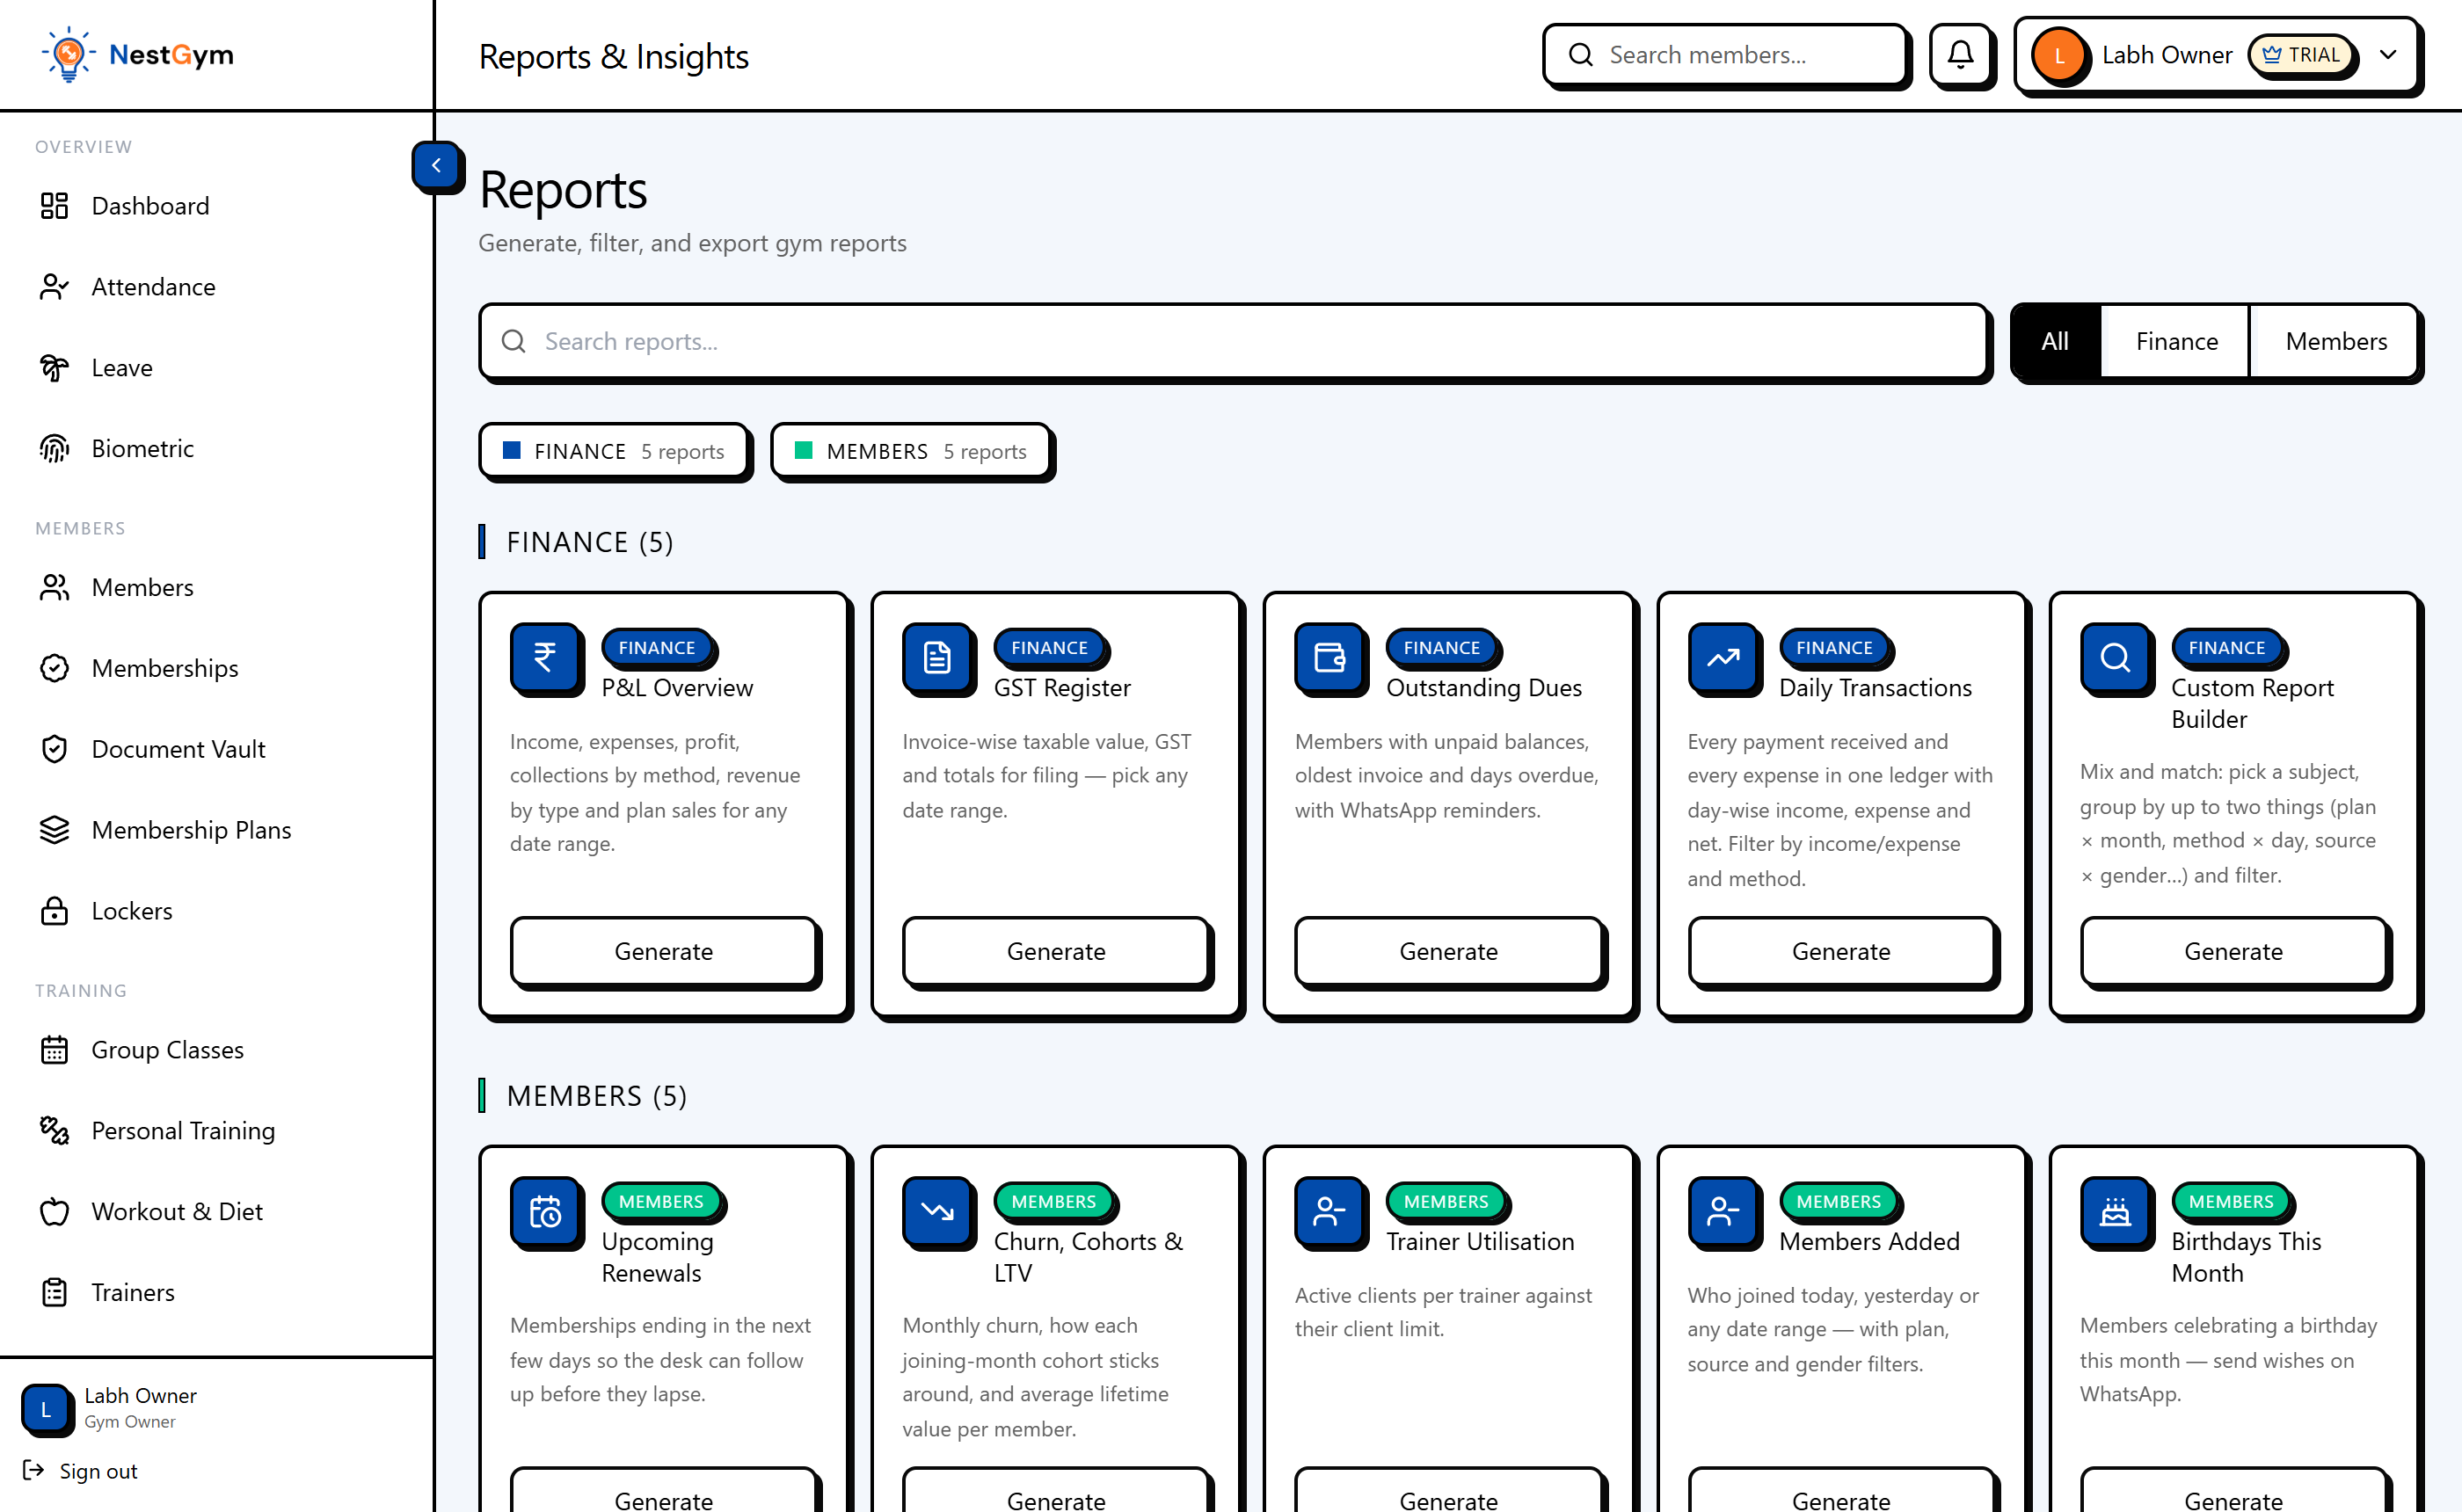 NestGym
Reports & Insights
Search members...
L
Labh Owner
TRIAL
OVERVIEW
Dashboard
Attendance
Leave
Biometric
MEMBERS
Members
Memberships
Document Vault
Membership Plans
Lockers
TRAINING
Group Classes
Personal Training
Workout & Diet
Trainers
L
Labh Owner
Gym Owner
Sign out
Reports
Generate, filter, and export gym reports
Search reports...
All
Finance
Members
FINANCE 5 reports
MEMBERS 5 reports
FINANCE (5)
FINANCE
P&L Overview
Income, expenses, profit,
collections by method, revenue
by type and plan sales for any
date range.
Generate
FINANCE
GST Register
Invoice-wise taxable value, GST
and totals for filing — pick any
date range.
Generate
FINANCE
Outstanding Dues
Members with unpaid balances,
oldest invoice and days overdue,
with WhatsApp reminders.
Generate
FINANCE
Daily Transactions
Every payment received and
every expense in one ledger with
day-wise income, expense and
net. Filter by income/expense
and method.
Generate
FINANCE
Custom Report
Builder
Mix and match: pick a subject,
group by up to two things (plan
× month, method × day, source
× gender...) and filter.
Generate
MEMBERS (5)
MEMBERS
Upcoming
Renewals
Memberships ending in the next
few days so the desk can follow
up before they lapse.
Generate
MEMBERS
Churn, Cohorts &
LTV
Monthly churn, how each
joining-month cohort sticks
around, and average lifetime
value per member.
Generate
MEMBERS
Trainer Utilisation
Active clients per trainer against
their client limit.
Generate
MEMBERS
Members Added
Who joined today, yesterday or
any date range — with plan,
source and gender filters.
Generate
MEMBERS
Birthdays This
Month
Members celebrating a birthday
this month — send wishes on
WhatsApp.
Generate